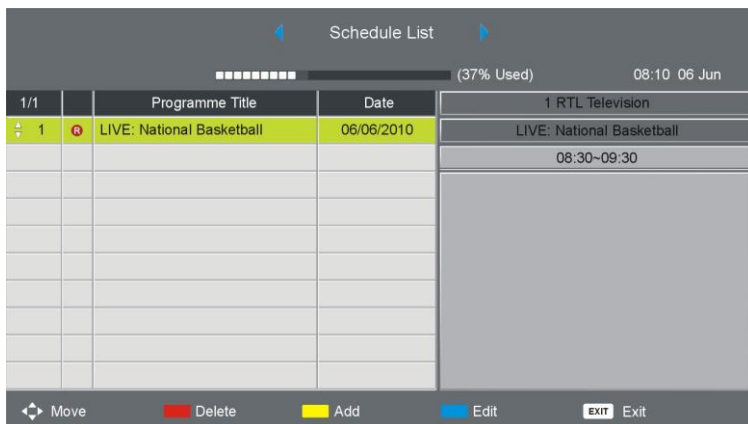 Schedule List
(37% Used) 08:10 06 Jun
1/1 Programme Title Date 1 RTL Television
1 R LIVE: National Basketball 06/06/2010 LIVE: National Basketball
08:30~09:30
Move Delete Add Edit EXIT Exit